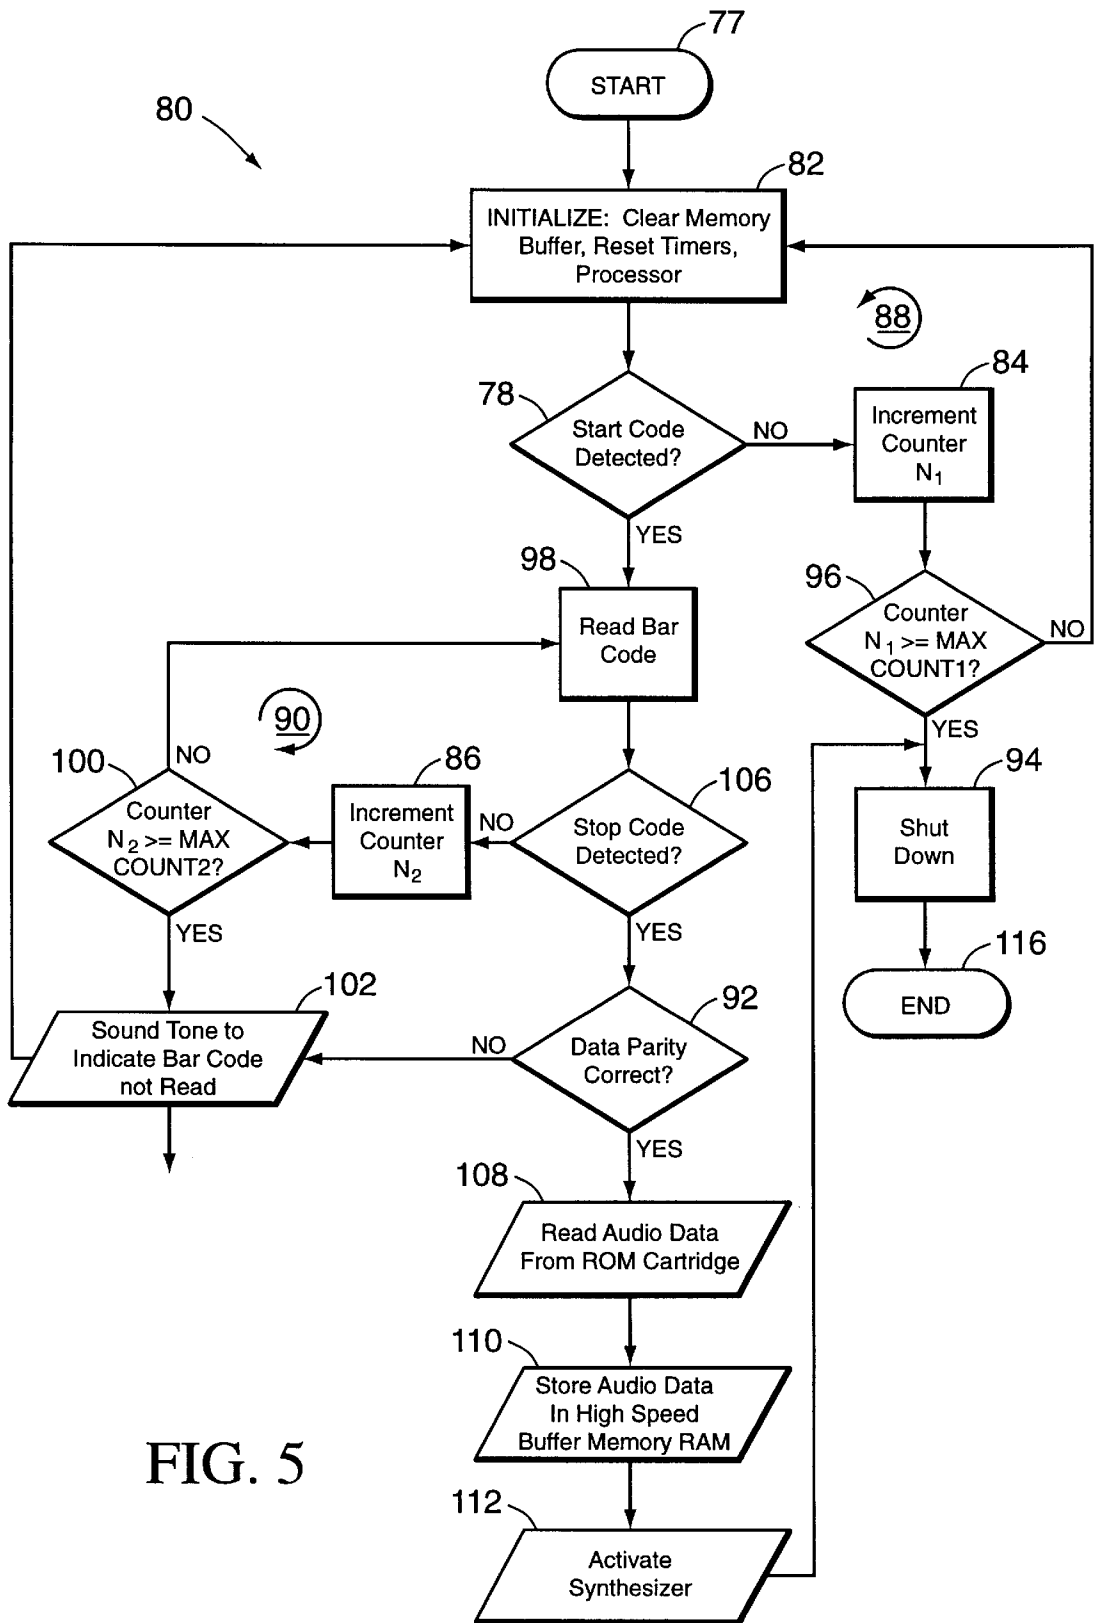 77
START
80
82
INITIALIZE: Clear Memory
Buffer, Reset Timers,
Processor
88
84
78
Start Code
Detected?
NO
Increment
Counter
N1
YES
98
96
Read Bar
Code
Counter
N1 >= MAX
COUNT1?
NO
90
NO
YES
100
86
106
94
Counter
N2 >= MAX
COUNT2?
Increment
Counter
N2
NO
Stop Code
Detected?
Shut
Down
YES
YES
116
102
92
END
Sound Tone to
Indicate Bar Code
not Read
NO
Data Parity
Correct?
YES
108
Read Audio Data
From ROM Cartridge
110
Store Audio Data
In High Speed
Buffer Memory RAM
FIG. 5
112
Activate
Synthesizer